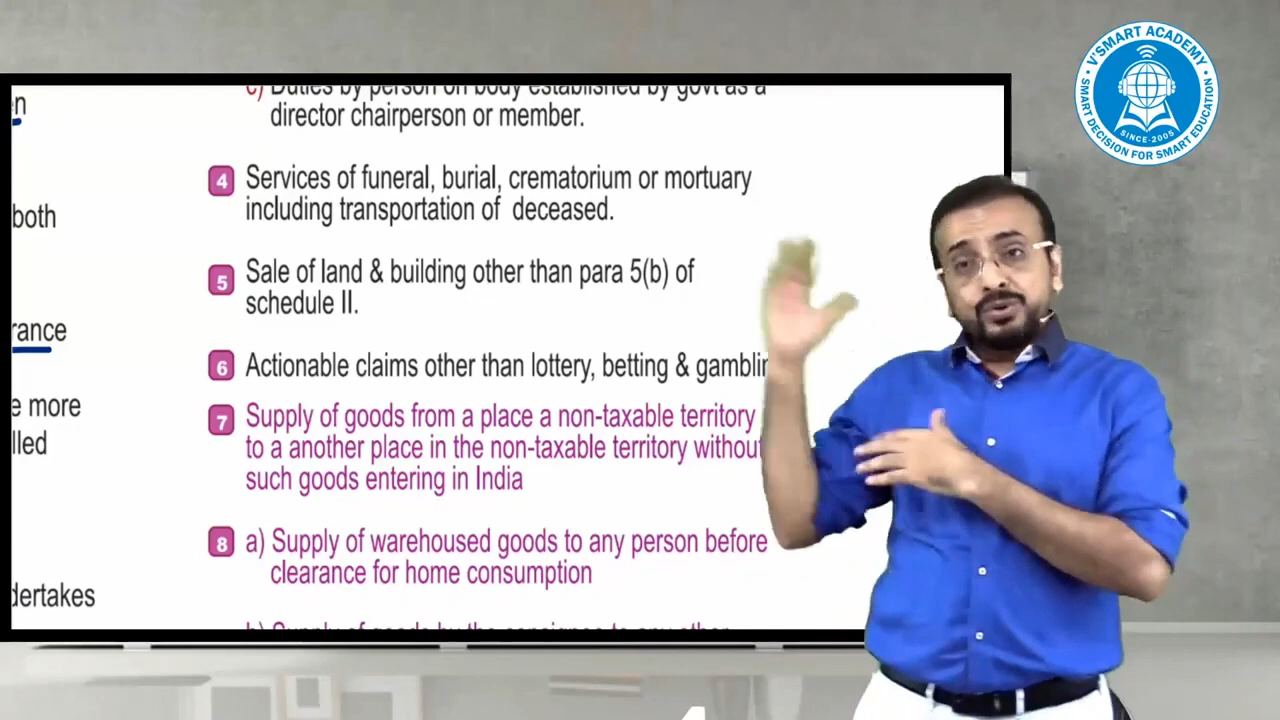 en
both
rance
e more
lled
dertakes
c) Duties by person on body established by govt as a
director chairperson or member.
4 Services of funeral, burial, crematorium or mortuary
including transportation of deceased.
5 Sale of land & building other than para 5(b) of
schedule II.
6 Actionable claims other than lottery, betting & gamblin
7 Supply of goods from a place a non-taxable territory
to a another place in the non-taxable territory without
such goods entering in India
8 a) Supply of warehoused goods to any person before
clearance for home consumption
b) Supply of goods by the consignee to any other
V'SMART ACADEMY
SINCE-2005
SMART DECISION FOR SMART EDUCATION